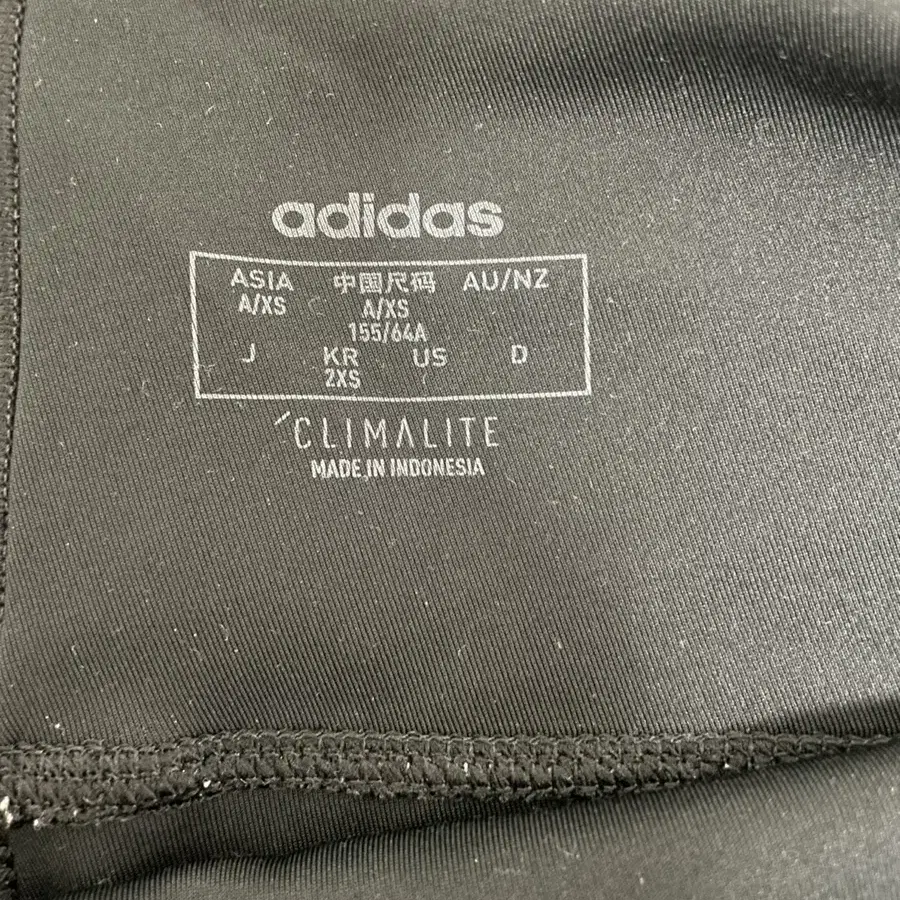 adidas
ASIA 中国尺码 AU/NZ
A/XS A/XS
155/64A
J KR US D
2XS
CLIMALITE
MADE IN INDONESIA